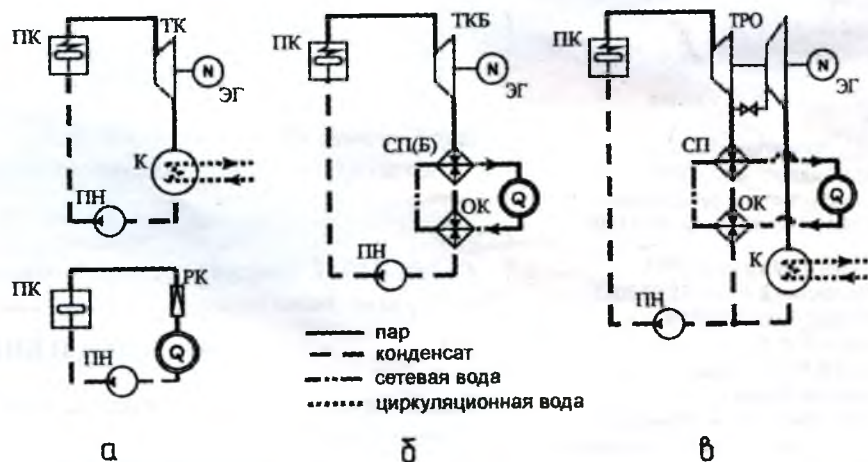 ПК
ТК
N
ЭГ
К
ПН
ПК
РК
Q
ПН
а
ПК
ТКБ
N
ЭГ
СП(Б)
Q
ОК
ПН
пар
конденсат
сетевая вода
циркуляционная вода
б
ПК
ТРО
N
ЭГ
СП
Q
ОК
К
ПН
в